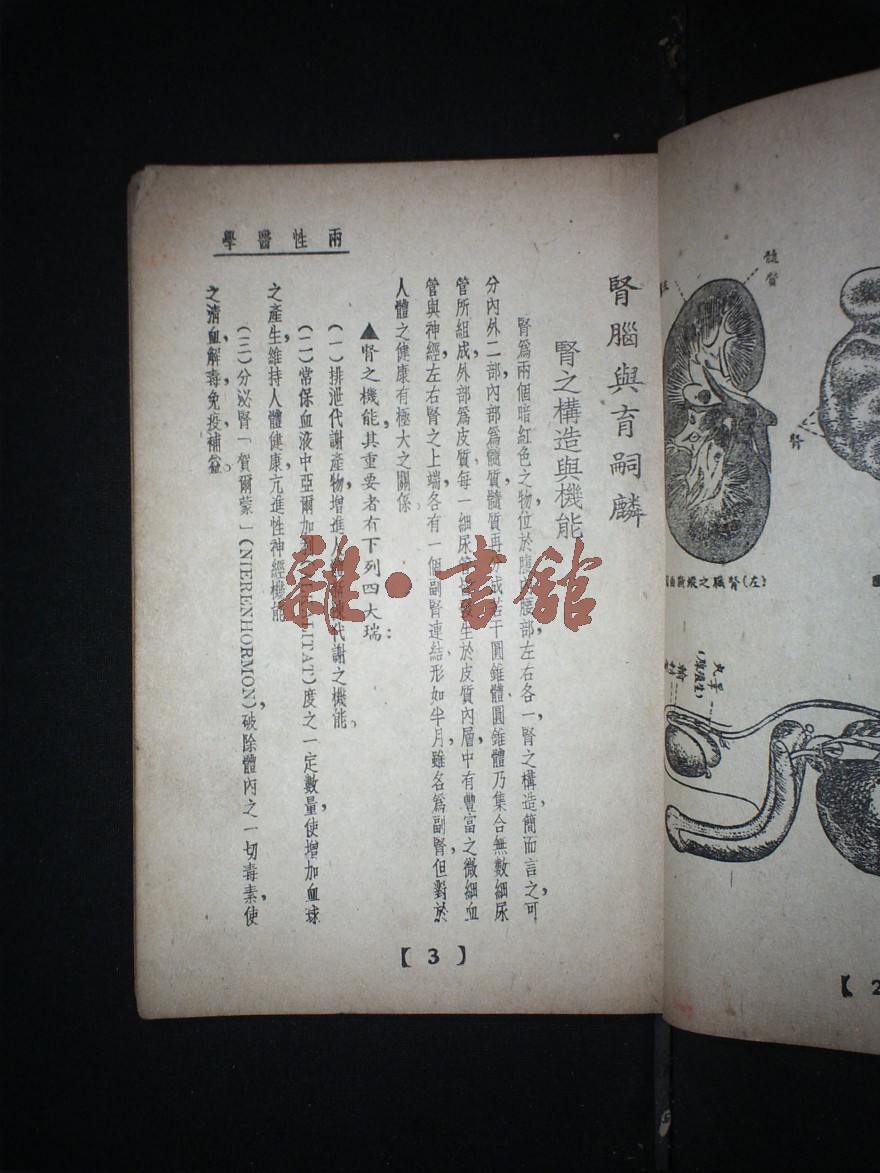 兩性醫學
腎腦與育嗣麟
腎之構造與機能
腎爲兩個暗紅色之物,位於腹 腰部,左右各一,腎之構造,簡而言之,可
分內外二部,內部爲髓質,髓質再 成若干圓錐體,圓錐體乃集合無數細尿
管所組成,外部爲皮質,每一細尿管 發生於皮質內層,中有豐富之微細血
管與神經,左右腎之上端,各有一個副腎連結,形如半月,雖名爲副腎,但對於
人體之健康有極大之關係。
▲腎之機能,其重要者有下列四大瑞:
(一)排泄代謝產物,增進人 陳代謝之機能。
(二)常保血液中亞爾加 LITAT)度之一定數量,使增加血球
之產生,維持人體健康,亢進性神經機能。
(三)分泌腎「賀爾蒙」(NIERENHORMON),破除體內之一切毒素,使
之清血,解毒,免疫,補益。
【3】
雜·書館
髓質
腎
(左)腎臟之縱斷面
睾丸
【2